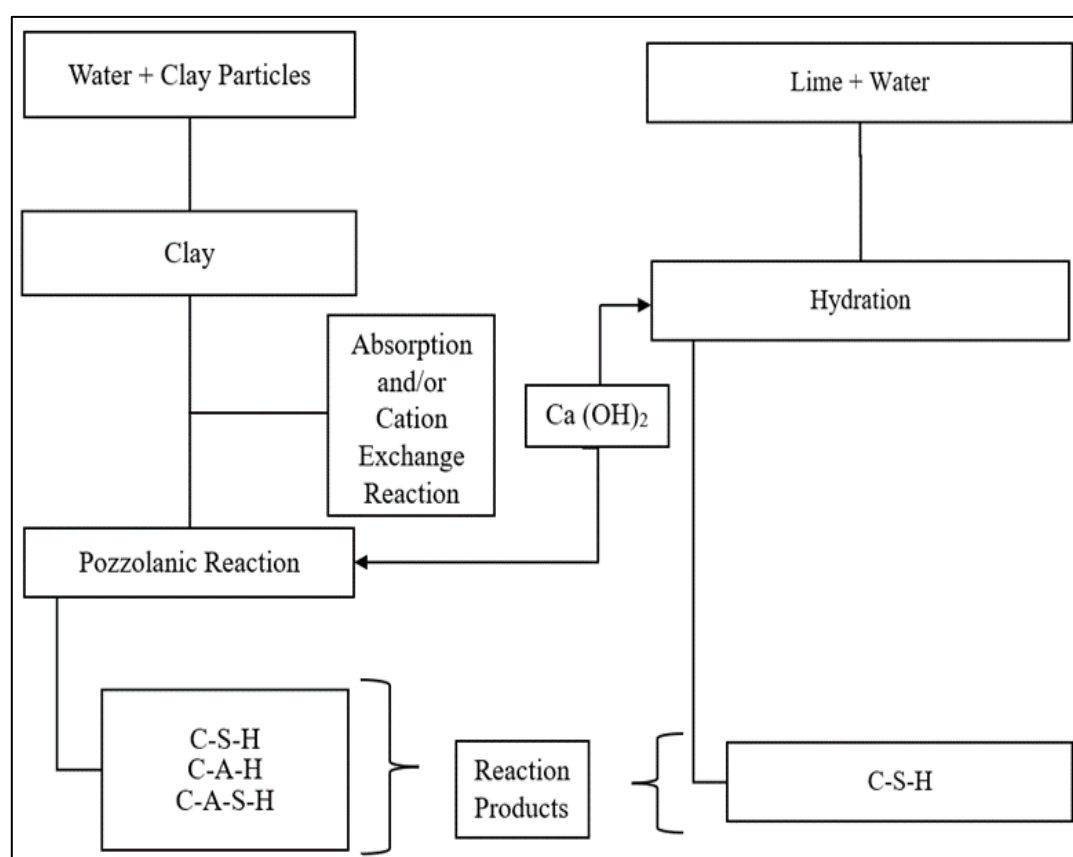 Water + Clay Particles
Lime + Water
Clay
Hydration
Absorption
and/or
Cation
Exchange
Reaction
Ca (OH)₂
Pozzolanic Reaction
C-S-H
C-A-H
C-A-S-H
Reaction
Products
C-S-H